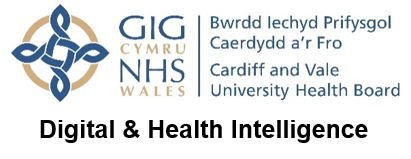 GIG
CYMRU
NHS
WALES
Bwrdd Iechyd Prifysgol
Caerdydd a'r Fro
Cardiff and Vale
University Health Board
Digital & Health Intelligence